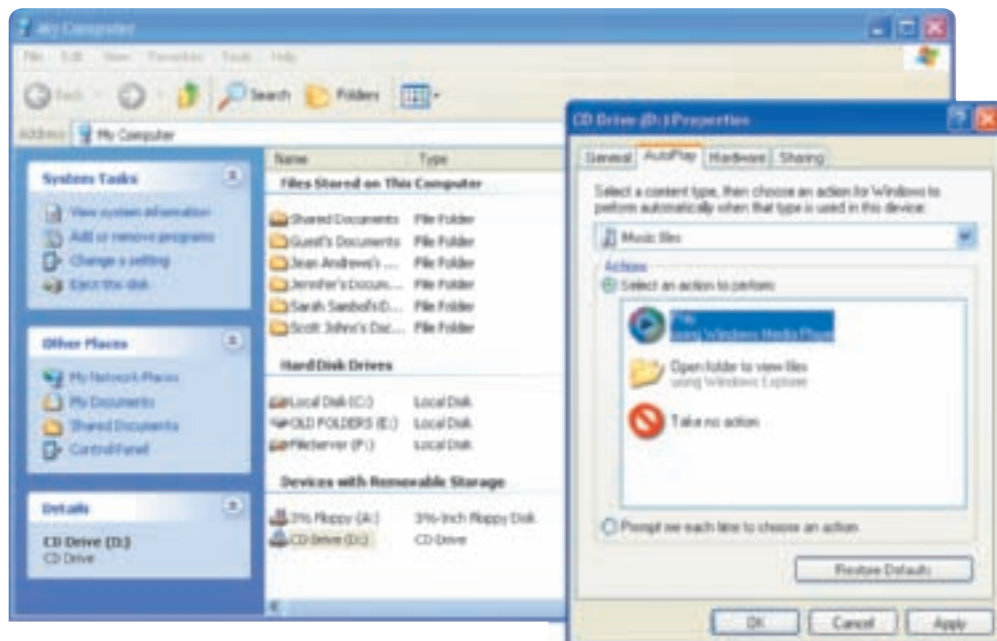 My Computer
File Edit View Favorites Tools Help
Back Search Folders
Address My Computer
System Tasks
View system information
Add or remove programs
Change a setting
Eject this disk
Other Places
My Network Places
My Documents
Shared Documents
Control Panel
Details
CD Drive (D:)
CD Drive
Name Type
Files Stored on This Computer
Shared Documents File Folder
Guest's Documents File Folder
Jean Andrews's ... File Folder
Jennifer's Docum... File Folder
Sarah Sambol's D... File Folder
Scott Johns's Doc... File Folder
Hard Disk Drives
Local Disk (C:) Local Disk
OLD FOLDERS (E:) Local Disk
FileServer (F:) Local Disk
Devices with Removable Storage
3½ Floppy (A:) 3½-Inch Floppy Disk
CD Drive (D:) CD Drive
CD Drive (D:) Properties
General AutoPlay Hardware Sharing
Select a content type, then choose an action for Windows to
perform automatically when that type is used in this device:
Music files
Actions
Select an action to perform:
Play
using Windows Media Player
Open folder to view files
using Windows Explorer
Take no action
Prompt me each time to choose an action
Restore Defaults
OK Cancel Apply